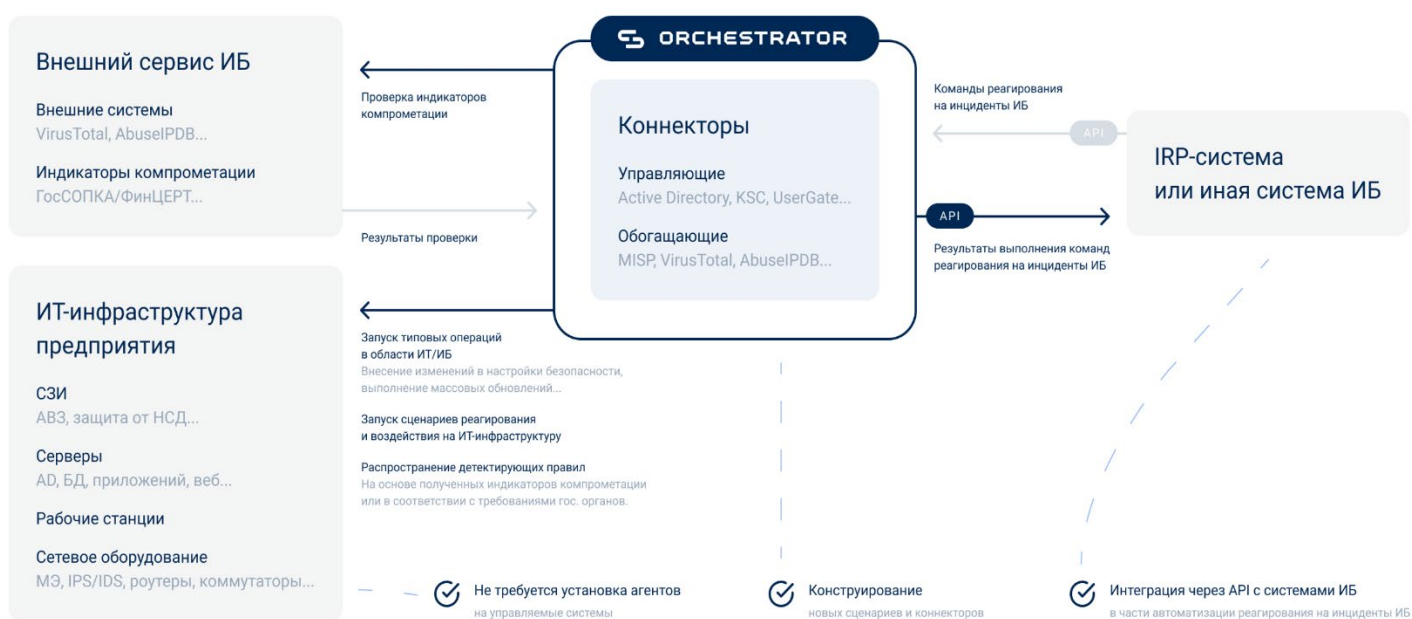 Внешний сервис ИБ
Внешние системы
VirusTotal, AbuseIPDB...
Индикаторы компрометации
ГосСОПКА/ФинЦЕРТ...
ИТ-инфраструктура
предприятия
СЗИ
АВЗ, защита от НСД...
Серверы
AD, БД, приложений, веб...
Рабочие станции
Сетевое оборудование
МЭ, IPS/IDS, роутеры, коммутаторы...
Проверка индикаторов
компрометации
Результаты проверки
Запуск типовых операций
в области ИТ/ИБ
Внесение изменений в настройки безопасности,
выполнение массовых обновлений...
Запуск сценариев реагирования
и воздействия на ИТ-инфраструктуру
Распространение детектирующих правил
На основе полученных индикаторов компрометации
или в соответствии с требованиями гос. органов.
ORCHESTRATOR
Коннекторы
Управляющие
Active Directory, KSC, UserGate...
Обогащающие
MISP, VirusTotal, AbuseIPDB...
Команды реагирования
на инциденты ИБ
API
API
Результаты выполнения команд
реагирования на инциденты ИБ
IRP-система
или иная система ИБ
Не требуется установка агентов
на управляемые системы
Конструирование
новых сценариев и коннекторов
Интеграция через API с системами ИБ
в части автоматизации реагирования на инциденты ИБ